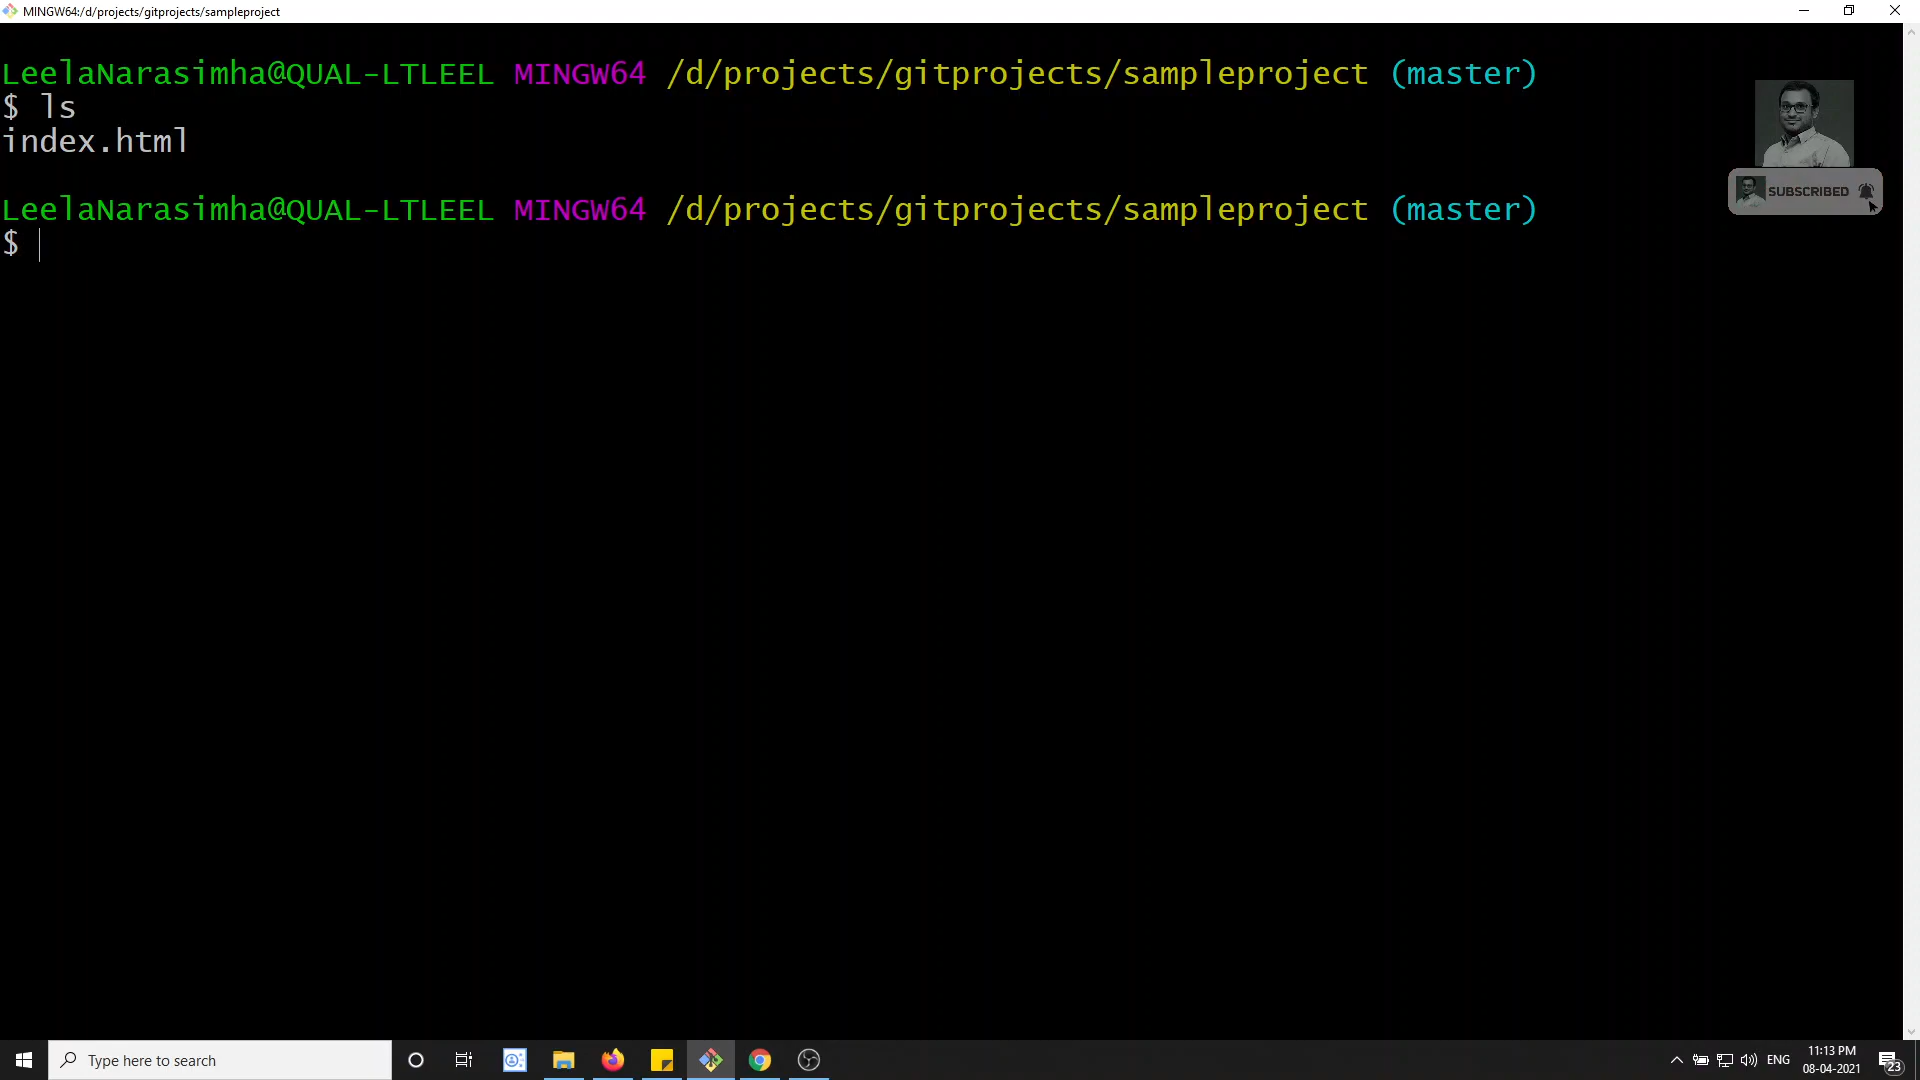 MINGW64:/d/projects/gitprojects/sampleproject
LeelaNarasimha@QUAL-LTLEEL MINGW64 /d/projects/gitprojects/sampleproject (master)
$ ls
index.html
LeelaNarasimha@QUAL-LTLEEL MINGW64 /d/projects/gitprojects/sampleproject (master)
$
SUBSCRIBED
Type here to search
ENG
11:13 PM
08-04-2021
23